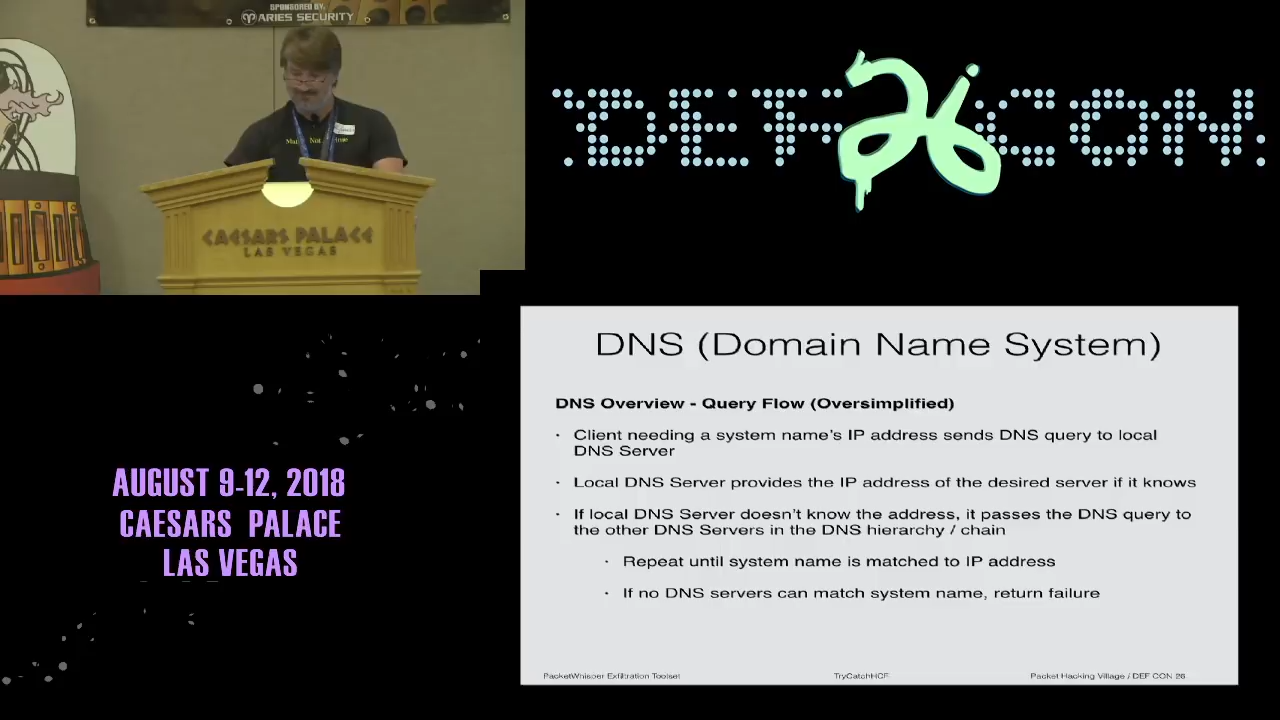 SPONSORED BY,
ARIES SECURITY
CAESARS PALACE
LAS VEGAS
DEF CON
26
AUGUST 9-12, 2018
CAESARS PALACE
LAS VEGAS
DNS (Domain Name System)
DNS Overview - Query Flow (Oversimplified)
· Client needing a system name's IP address sends DNS query to local
DNS Server
· Local DNS Server provides the IP address of the desired server if it knows
· If local DNS Server doesn't know the address, it passes the DNS query to
the other DNS Servers in the DNS hierarchy / chain
· Repeat until system name is matched to IP address
· If no DNS servers can match system name, return failure
PacketWhisper Exfiltration Toolset
TryCatchHCF
Packet Hacking Village / DEF CON 26